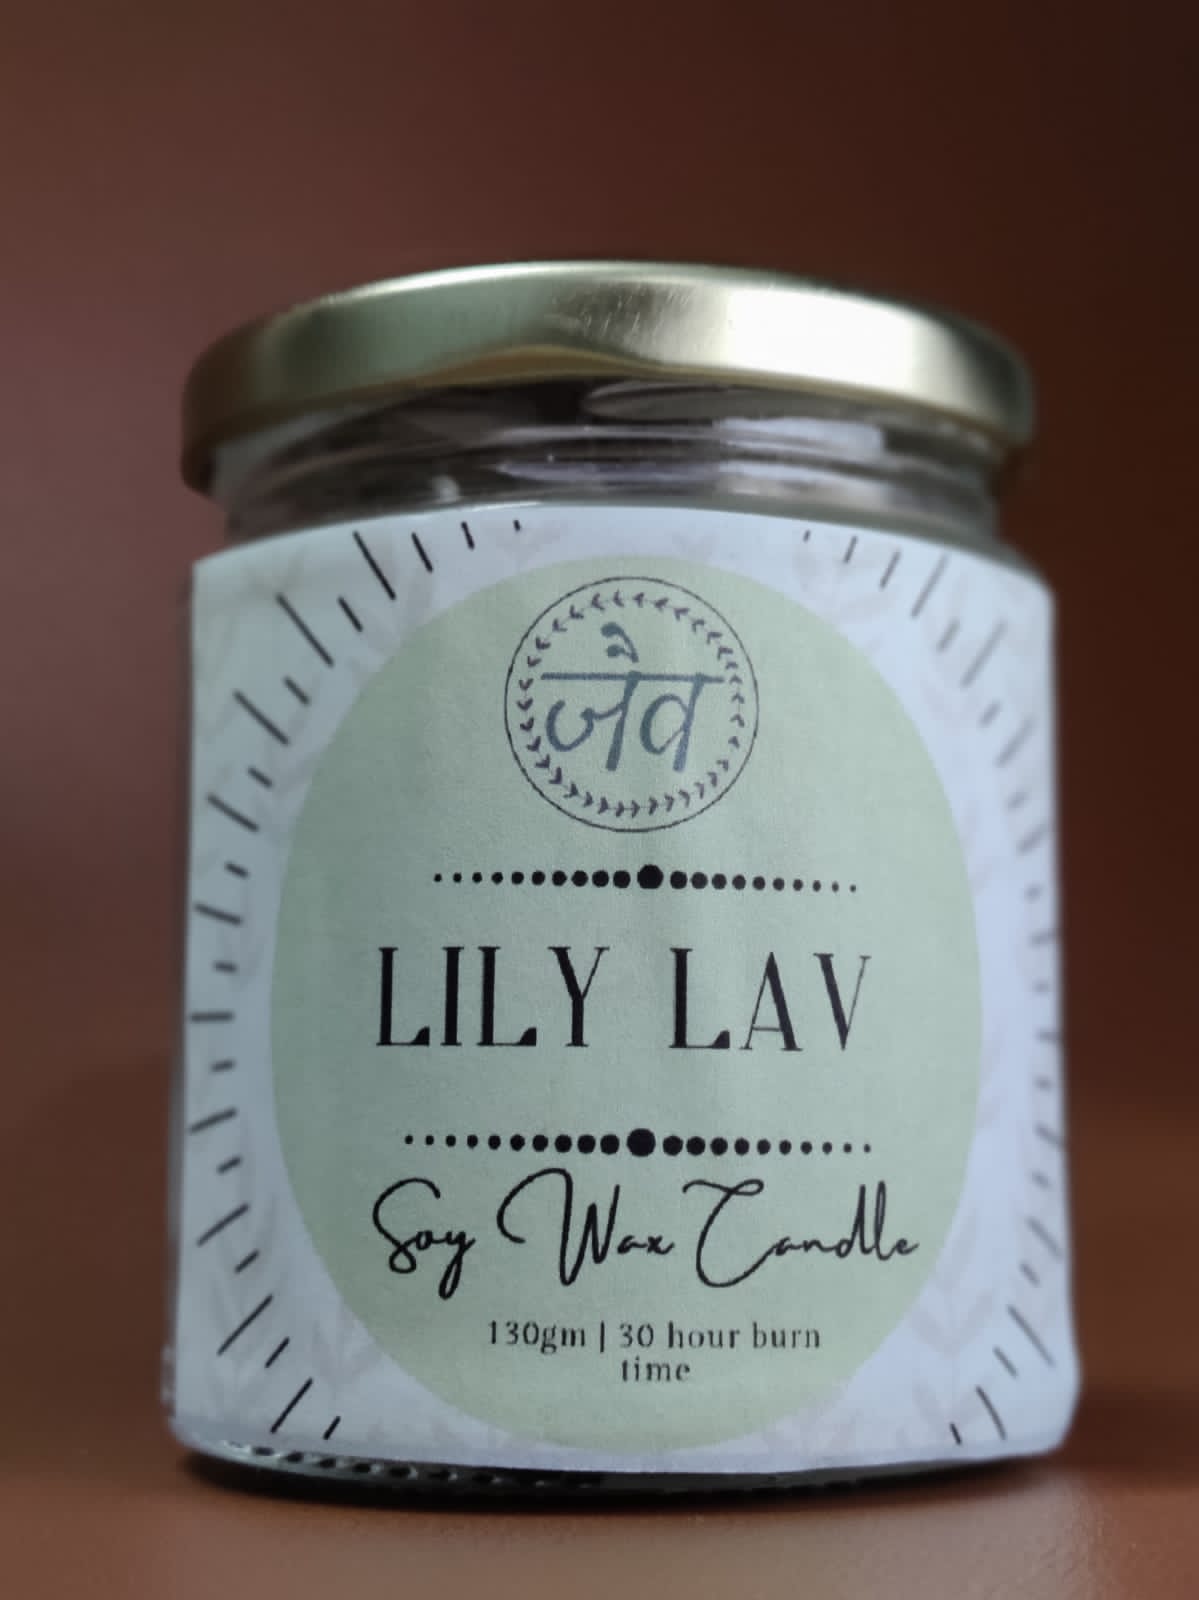 जैव
LILY LAV
Soy Wax Candle
130gm | 30 hour burn
time